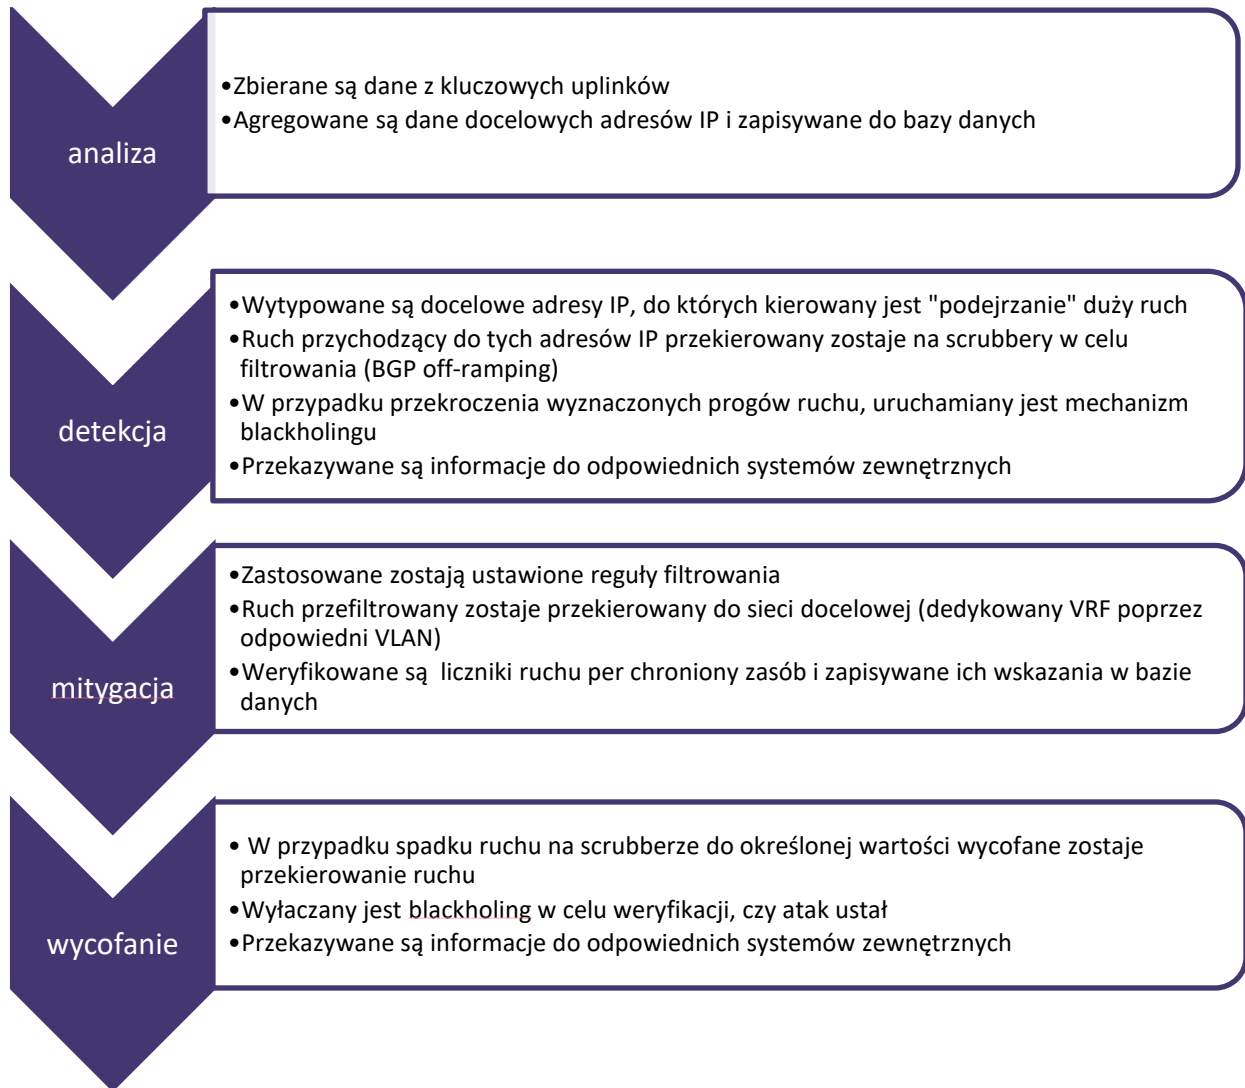 analiza
•Zbierane są dane z kluczowych uplinków
•Agregowane są dane docelowych adresów IP i zapisywane do bazy danych
detekcja
•Wytypowane są docelowe adresy IP, do których kierowany jest "podejrzanie" duży ruch
•Ruch przychodzący do tych adresów IP przekierowany zostaje na scrubbery w celu
filtrowania (BGP off-ramping)
•W przypadku przekroczenia wyznaczonych progów ruchu, uruchamiany jest mechanizm
blackholingu
•Przekazywane są informacje do odpowiednich systemów zewnętrznych
mitygacja
•Zastosowane zostają ustawione reguły filtrowania
•Ruch przefiltrowany zostaje przekierowany do sieci docelowej (dedykowany VRF poprzez
odpowiedni VLAN)
•Weryfikowane są  liczniki ruchu per chroniony zasób i zapisywane ich wskazania w bazie
danych
wycofanie
• W przypadku spadku ruchu na scrubberze do określonej wartości wycofane zostaje
przekierowanie ruchu
•Wyłaczany jest blackholing w celu weryfikacji, czy atak ustał
•Przekazywane są informacje do odpowiednich systemów zewnętrznych